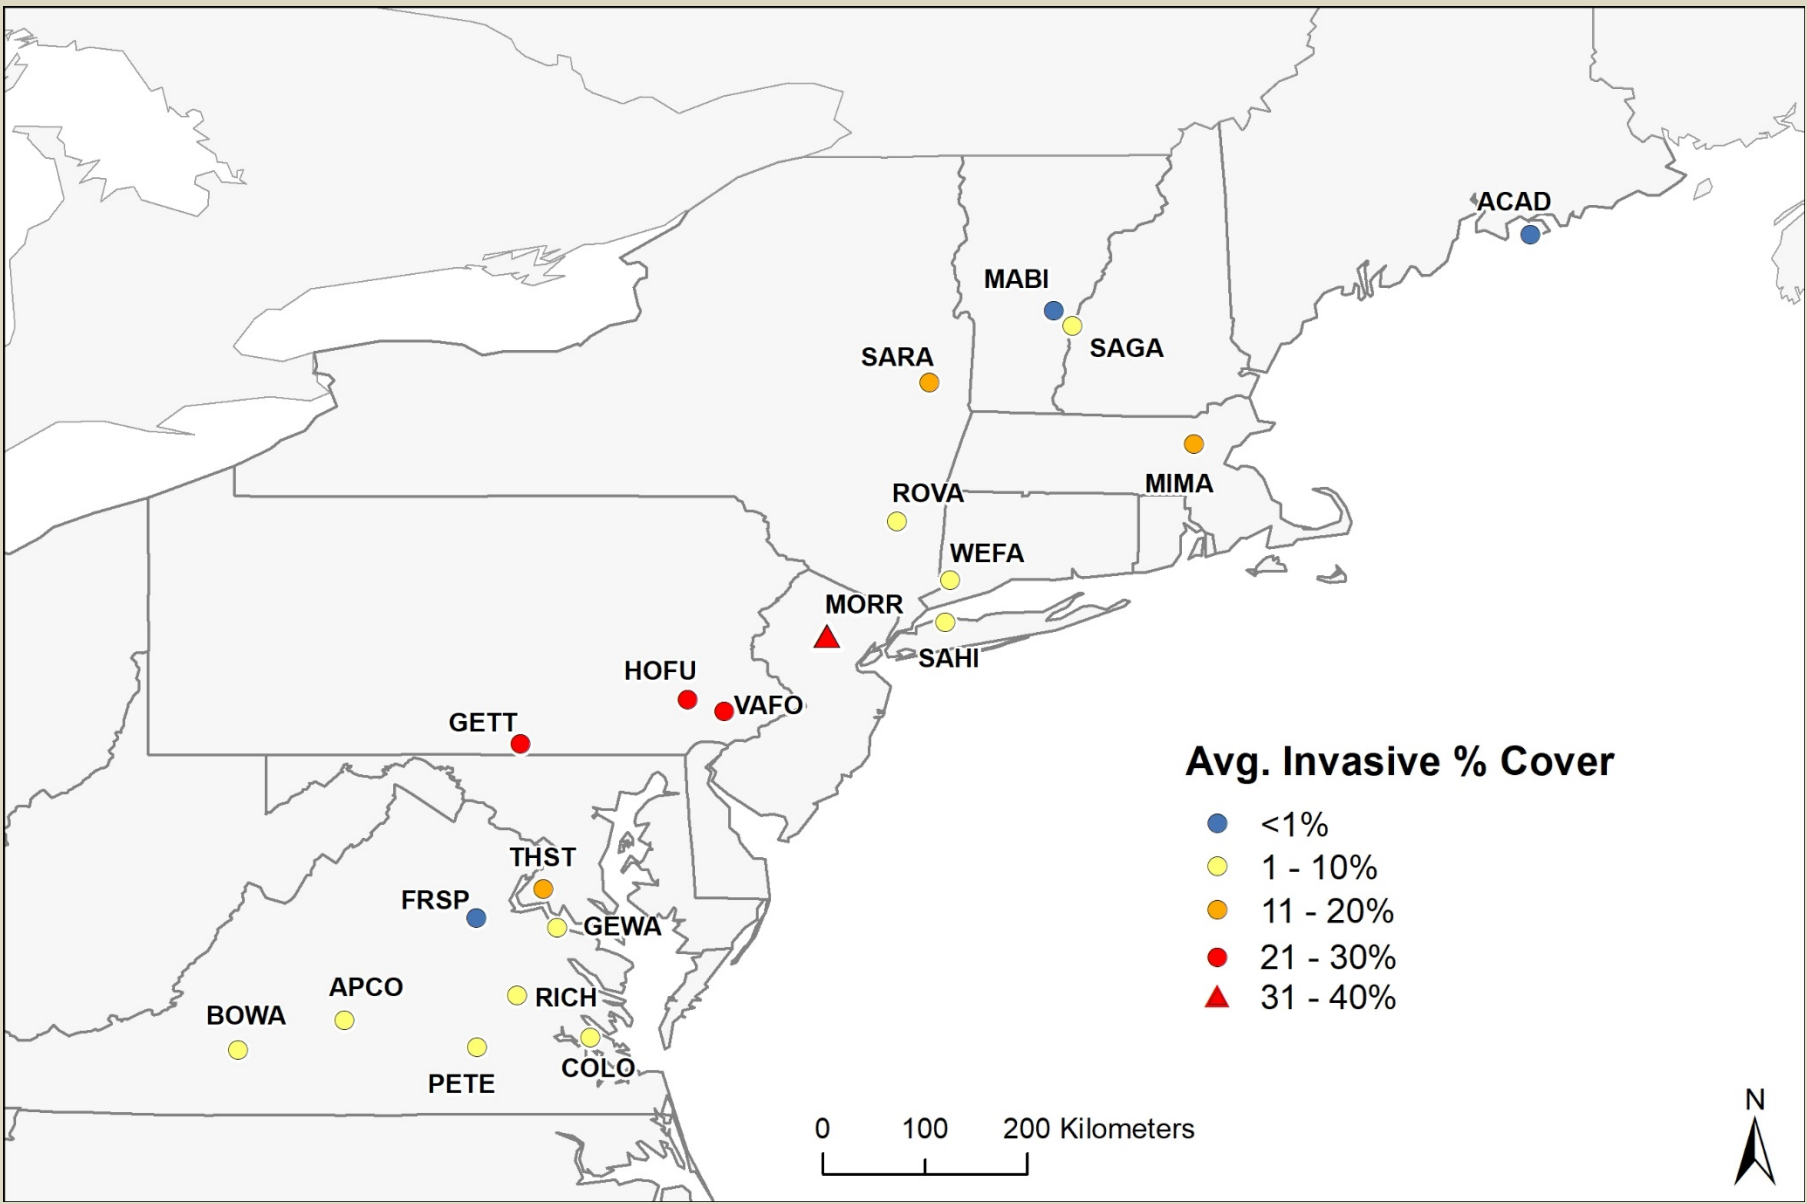 ACAD
MABI
SAGA
SARA
MIMA
ROVA
WEFA
MORR
SAHI
HOFU
VAFO
GETT
THST
FRSP
GEWA
APCO
RICH
BOWA
COLO
PETE
Avg. Invasive % Cover
<1%
1 - 10%
11 - 20%
21 - 30%
31 - 40%
N
0 100 200 Kilometers